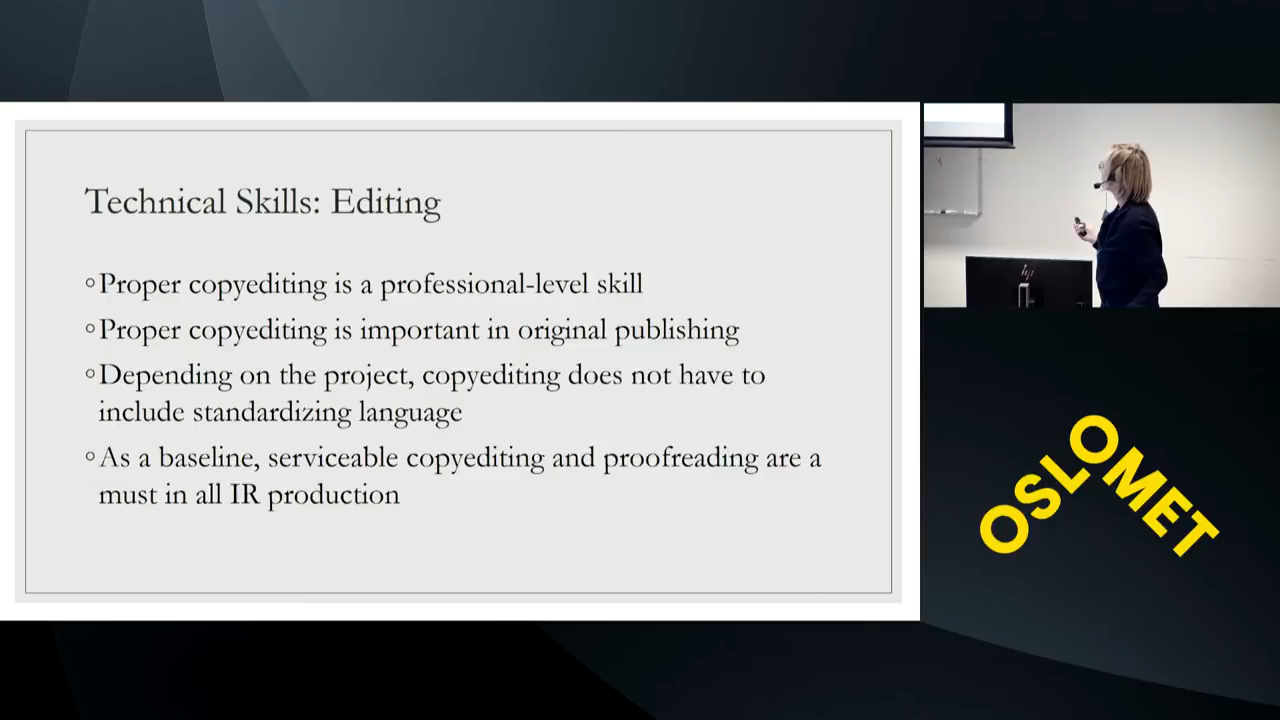 Technical Skills: Editing
◦Proper copyediting is a professional-level skill
◦Proper copyediting is important in original publishing
◦Depending on the project, copyediting does not have to
include standardizing language
◦As a baseline, serviceable copyediting and proofreading are a
must in all IR production
hp
OSLOMET